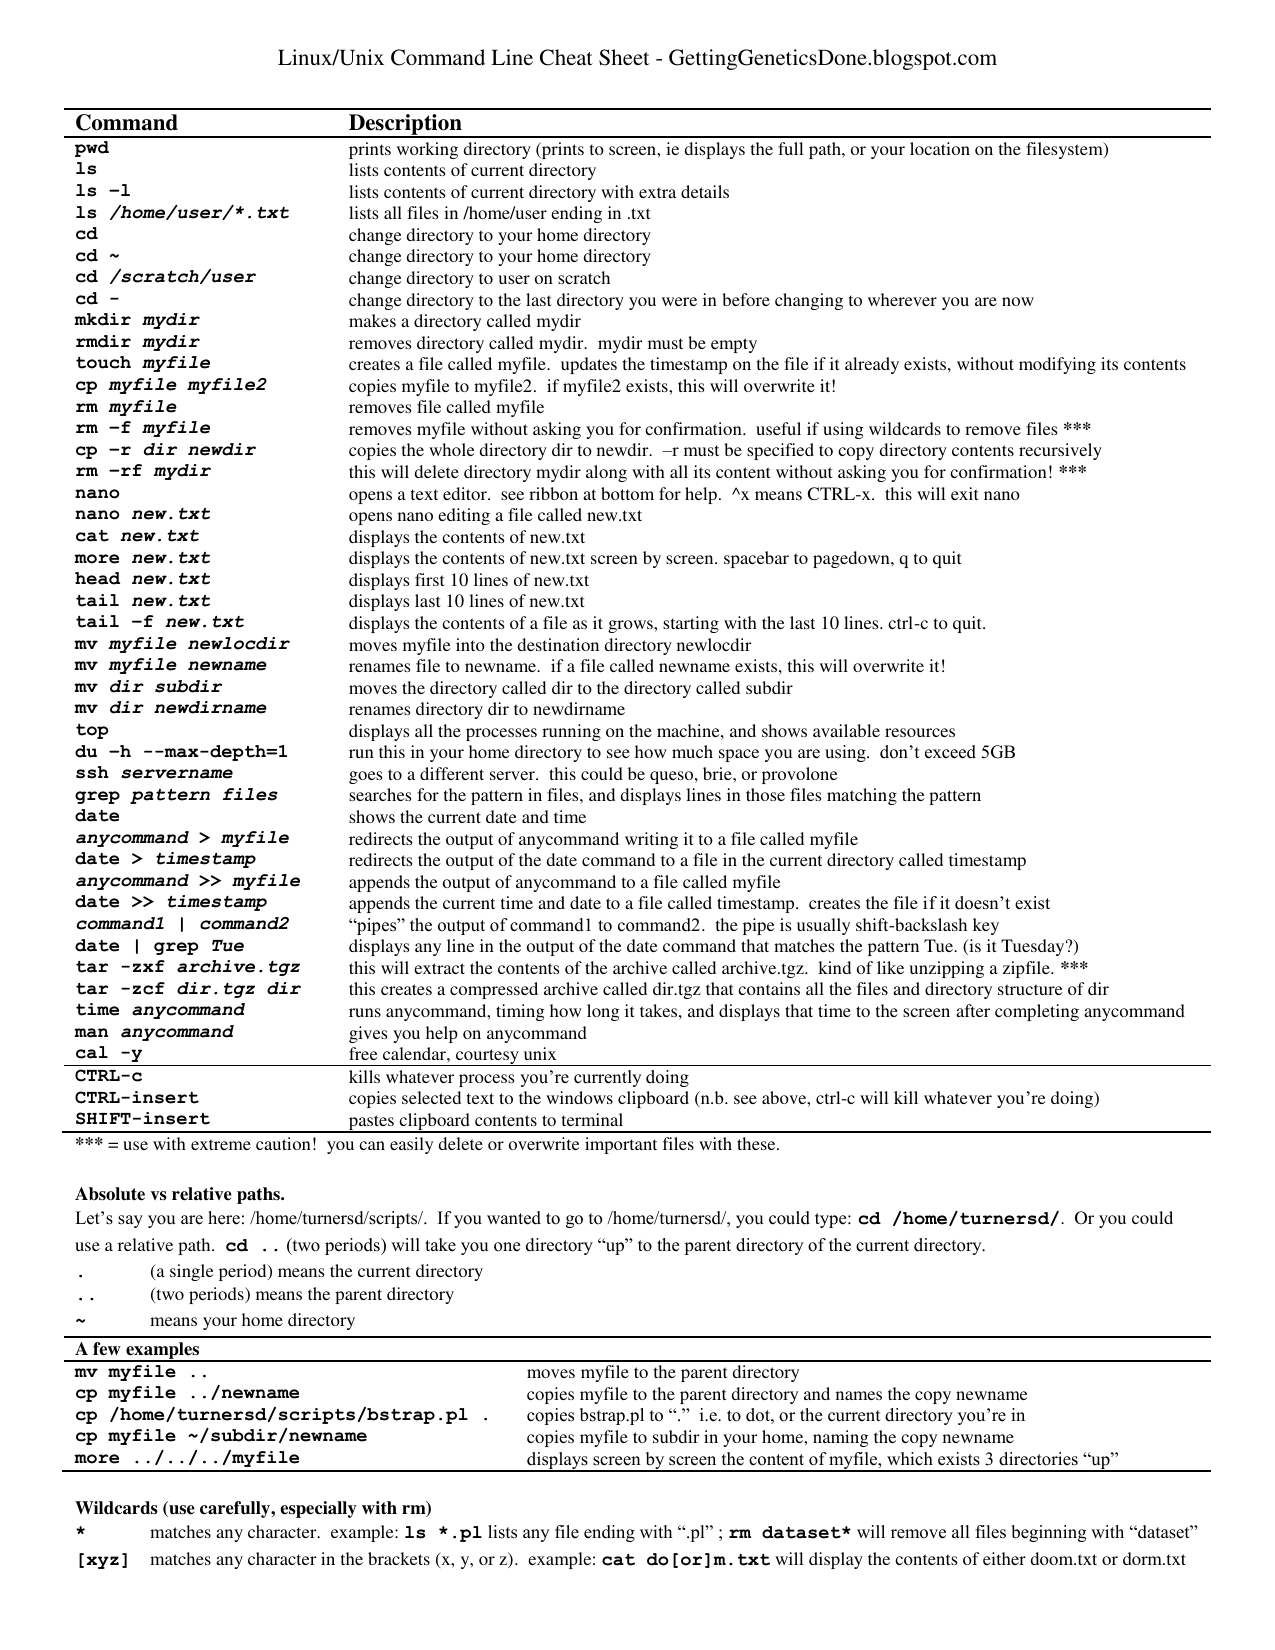 Linux/Unix Command Line Cheat Sheet - GettingGeneticsDone.blogspot.com
Command Description
pwd prints working directory (prints to screen, ie displays the full path, or your location on the filesystem)
ls lists contents of current directory
ls –l lists contents of current directory with extra details
ls /home/user/*.txt lists all files in /home/user ending in .txt
cd change directory to your home directory
cd ~ change directory to your home directory
cd /scratch/user change directory to user on scratch
cd - change directory to the last directory you were in before changing to wherever you are now
mkdir mydir makes a directory called mydir
rmdir mydir removes directory called mydir. mydir must be empty
touch myfile creates a file called myfile. updates the timestamp on the file if it already exists, without modifying its contents
cp myfile myfile2 copies myfile to myfile2. if myfile2 exists, this will overwrite it!
rm myfile removes file called myfile
rm –f myfile removes myfile without asking you for confirmation. useful if using wildcards to remove files ***
cp –r dir newdir copies the whole directory dir to newdir. –r must be specified to copy directory contents recursively
rm –rf mydir this will delete directory mydir along with all its content without asking you for confirmation! ***
nano opens a text editor. see ribbon at bottom for help. ^x means CTRL-x. this will exit nano
nano new.txt opens nano editing a file called new.txt
cat new.txt displays the contents of new.txt
more new.txt displays the contents of new.txt screen by screen. spacebar to pagedown, q to quit
head new.txt displays first 10 lines of new.txt
tail new.txt displays last 10 lines of new.txt
tail –f new.txt displays the contents of a file as it grows, starting with the last 10 lines. ctrl-c to quit.
mv myfile newlocdir moves myfile into the destination directory newlocdir
mv myfile newname renames file to newname. if a file called newname exists, this will overwrite it!
mv dir subdir moves the directory called dir to the directory called subdir
mv dir newdirname renames directory dir to newdirname
top displays all the processes running on the machine, and shows available resources
du –h --max-depth=1 run this in your home directory to see how much space you are using. don’t exceed 5GB
ssh servername goes to a different server. this could be queso, brie, or provolone
grep pattern files searches for the pattern in files, and displays lines in those files matching the pattern
date shows the current date and time
anycommand > myfile redirects the output of anycommand writing it to a file called myfile
date > timestamp redirects the output of the date command to a file in the current directory called timestamp
anycommand >> myfile appends the output of anycommand to a file called myfile
date >> timestamp appends the current time and date to a file called timestamp. creates the file if it doesn’t exist
command1 | command2 “pipes” the output of command1 to command2. the pipe is usually shift-backslash key
date | grep Tue displays any line in the output of the date command that matches the pattern Tue. (is it Tuesday?)
tar -zxf archive.tgz this will extract the contents of the archive called archive.tgz. kind of like unzipping a zipfile. ***
tar -zcf dir.tgz dir this creates a compressed archive called dir.tgz that contains all the files and directory structure of dir
time anycommand runs anycommand, timing how long it takes, and displays that time to the screen after completing anycommand
man anycommand gives you help on anycommand
cal -y free calendar, courtesy unix
CTRL-c kills whatever process you’re currently doing
CTRL-insert copies selected text to the windows clipboard (n.b. see above, ctrl-c will kill whatever you’re doing)
SHIFT-insert pastes clipboard contents to terminal
*** = use with extreme caution! you can easily delete or overwrite important files with these.
Absolute vs relative paths.
Let’s say you are here: /home/turnersd/scripts/. If you wanted to go to /home/turnersd/, you could type: cd /home/turnersd/. Or you could
use a relative path. cd .. (two periods) will take you one directory “up” to the parent directory of the current directory.
. (a single period) means the current directory
.. (two periods) means the parent directory
~ means your home directory
A few examples
mv myfile .. moves myfile to the parent directory
cp myfile ../newname copies myfile to the parent directory and names the copy newname
cp /home/turnersd/scripts/bstrap.pl . copies bstrap.pl to “.” i.e. to dot, or the current directory you’re in
cp myfile ~/subdir/newname copies myfile to subdir in your home, naming the copy newname
more ../../../myfile displays screen by screen the content of myfile, which exists 3 directories “up”
Wildcards (use carefully, especially with rm)
* matches any character. example: ls *.pl lists any file ending with “.pl” ; rm dataset* will remove all files beginning with “dataset”
[xyz] matches any character in the brackets (x, y, or z). example: cat do[or]m.txt will display the contents of either doom.txt or dorm.txt